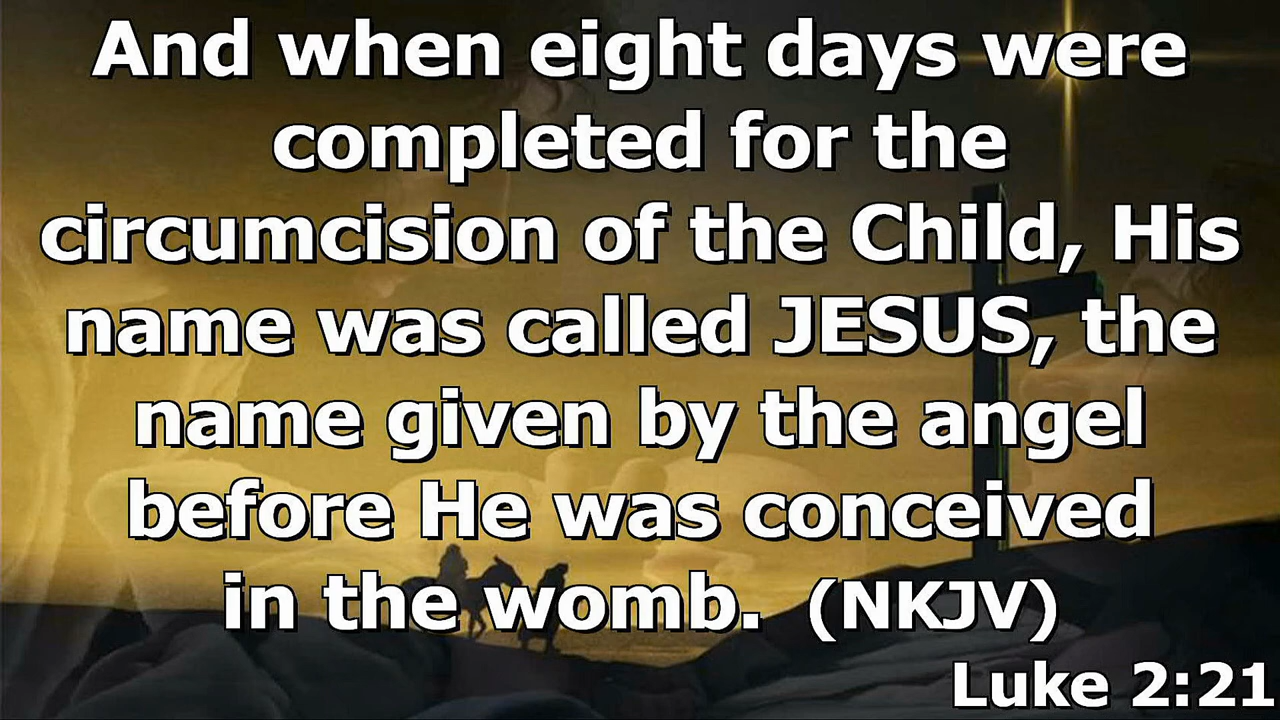 And when eight days were
completed for the
circumcision of the Child, His
name was called JESUS, the
name given by the angel
before He was conceived
in the womb. (NKJV)
Luke 2:21